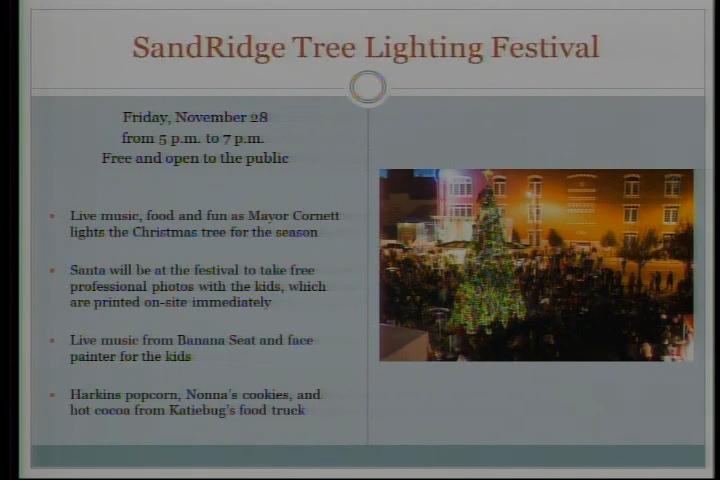 SandRidge Tree Lighting Festival
Friday, November 28
from 5 p.m. to 7 p.m.
Free and open to the public
Live music, food and fun as Mayor Cornett
lights the Christmas tree for the season
Santa will be at the festival to take free
professional photos with the kids, which
are printed on-site immediately
Live music from Banana Seat and face
painter for the kids
Harkins popcorn, Nonna's cookies, and
hot cocoa from Katiebug's food truck